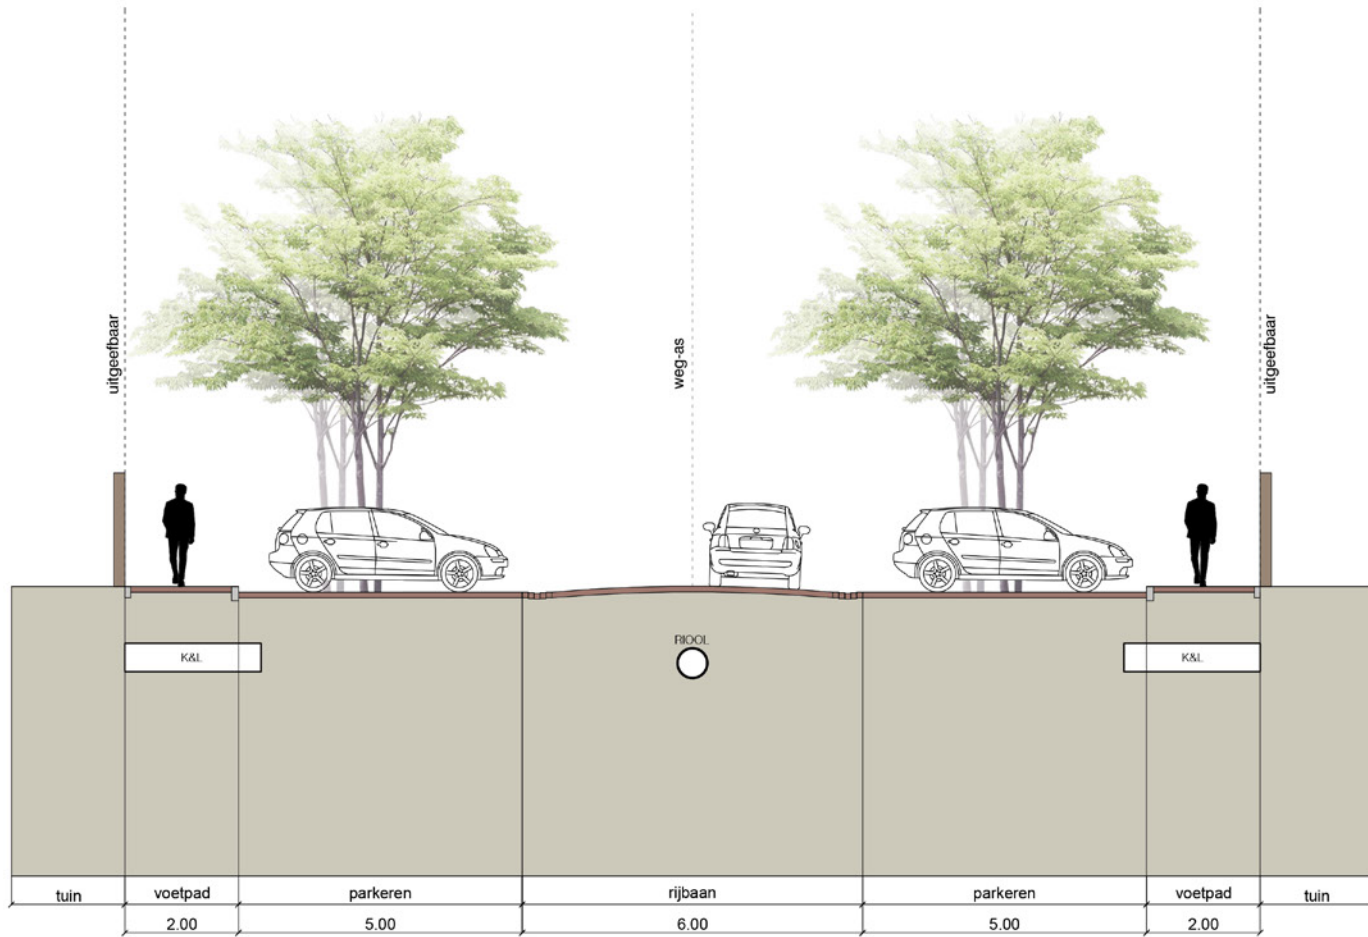 uitgeefbaar
weg-as
uitgeefbaar
RIOOL
K&L
K&L
tuin voetpad parkeren rijbaan parkeren voetpad tuin
2.00 5.00 6.00 5.00 2.00